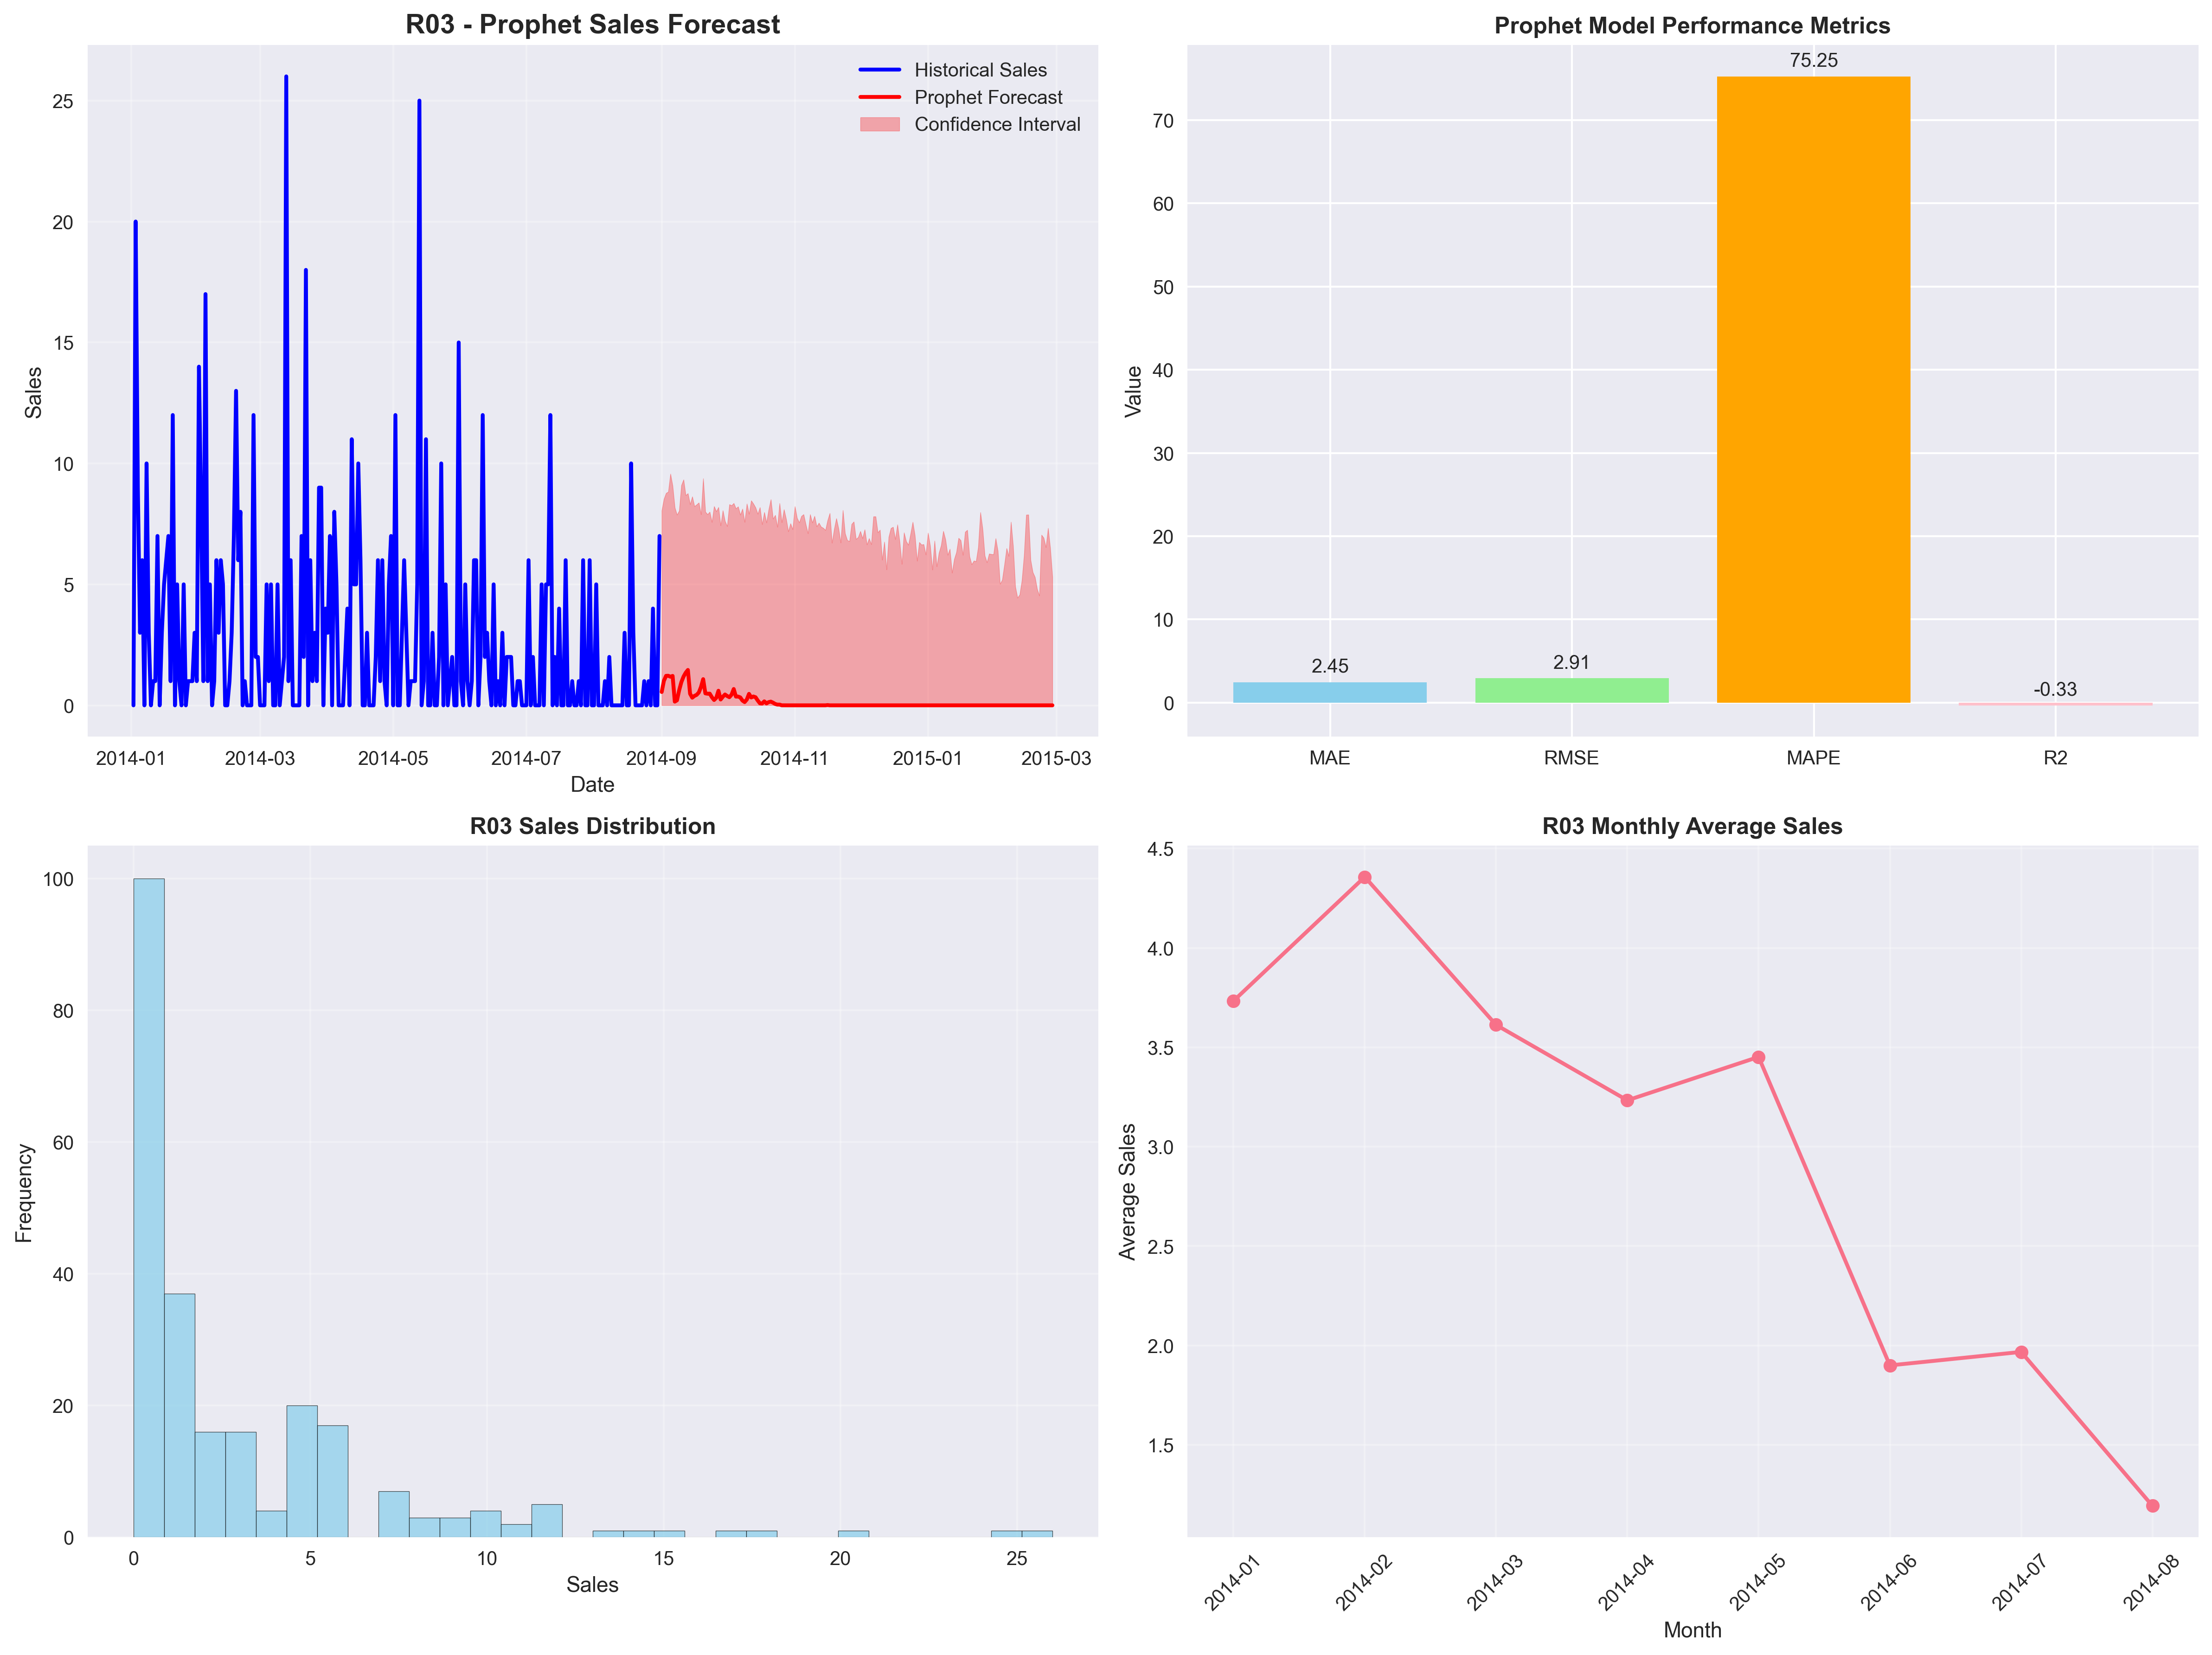 R03 - Prophet Sales Forecast
Sales
25
20
15
10
5
0
Historical Sales
Prophet Forecast
Confidence Interval
2014-01 2014-03 2014-05 2014-07 2014-09 2014-11 2015-01 2015-03
Date
Prophet Model Performance Metrics
Value
70
60
50
40
30
20
10
0
2.45
2.91
75.25
-0.33
MAE RMSE MAPE R2
R03 Sales Distribution
Frequency
100
80
60
40
20
0
0 5 10 15 20 25
Sales
R03 Monthly Average Sales
Average Sales
4.5
4.0
3.5
3.0
2.5
2.0
1.5
2014-01 2014-02 2014-03 2014-04 2014-05 2014-06 2014-07 2014-08
Month